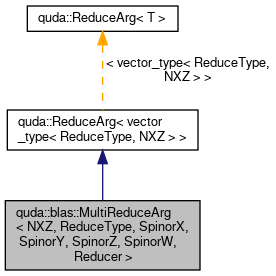 quda::ReduceArg< T >
< vector_type< ReduceType,
NXZ > >
quda::ReduceArg< vector
_type< ReduceType, NXZ > >
quda::blas::MultiReduceArg
< NXZ, ReduceType, SpinorX,
SpinorY, SpinorZ, SpinorW,
Reducer >